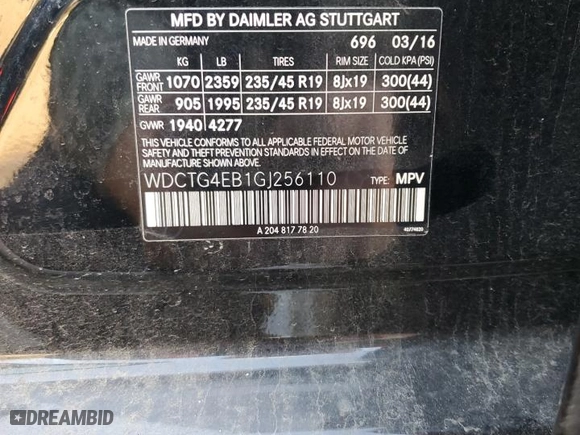 MFD BY DAIMLER AG STUTTGART
MADE IN GERMANY 696 03/16
KG LB TIRES RIM SIZE COLD KPA (PSI)
GAWR FRONT 1070 2359 235/45 R19 8Jx19 300(44)
GAWR REAR 905 1995 235/45 R19 8Jx19 300(44)
GVWR 1940 4277
THIS VEHICLE CONFORMS TO ALL APPLICABLE FEDERAL MOTOR VEHICLE
SAFETY, BUMPER, AND THEFT PREVENTION STANDARDS IN EFFECT
ON THE DATE OF MANUFACTURE SHOWN ABOVE.
WDCTG4EB1GJ256110 TYPE: MPV
A 204 817 78 20
DREAMBID